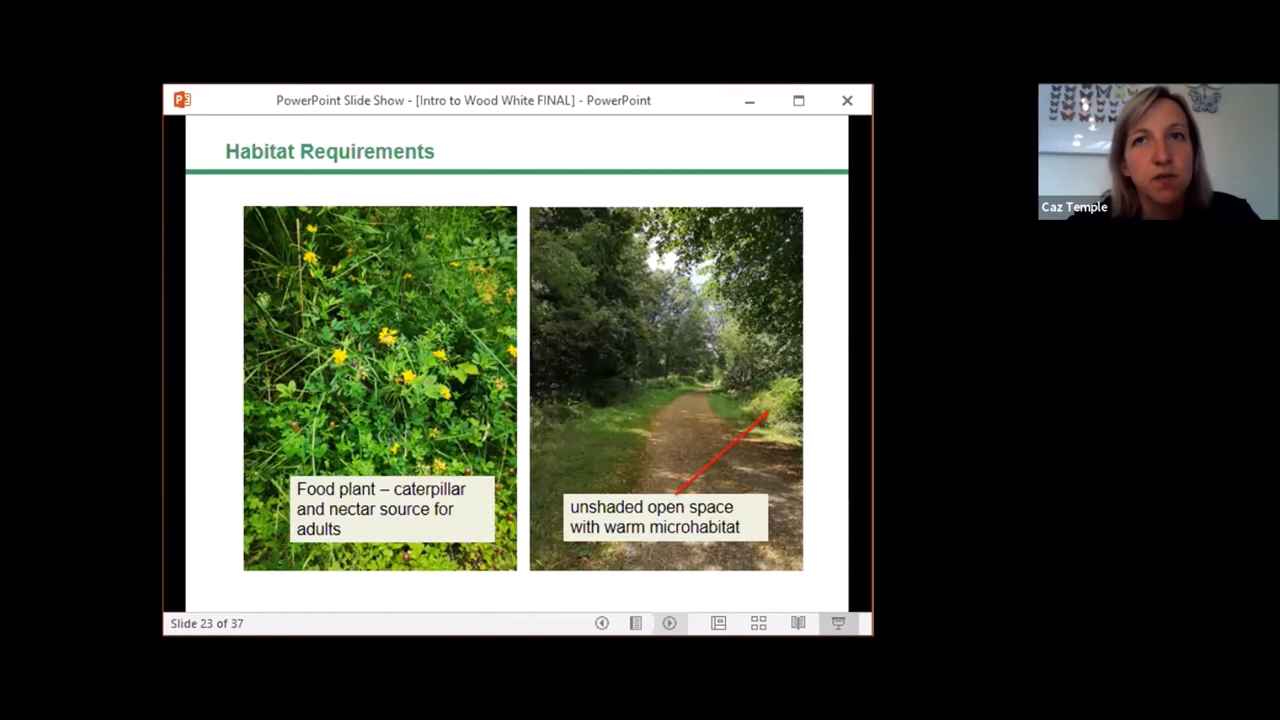 PowerPoint Slide Show - [Intro to Wood White FINAL] - PowerPoint
Habitat Requirements
Food plant – caterpillar
and nectar source for
adults
unshaded open space
with warm microhabitat
Slide 23 of 37
Caz Temple